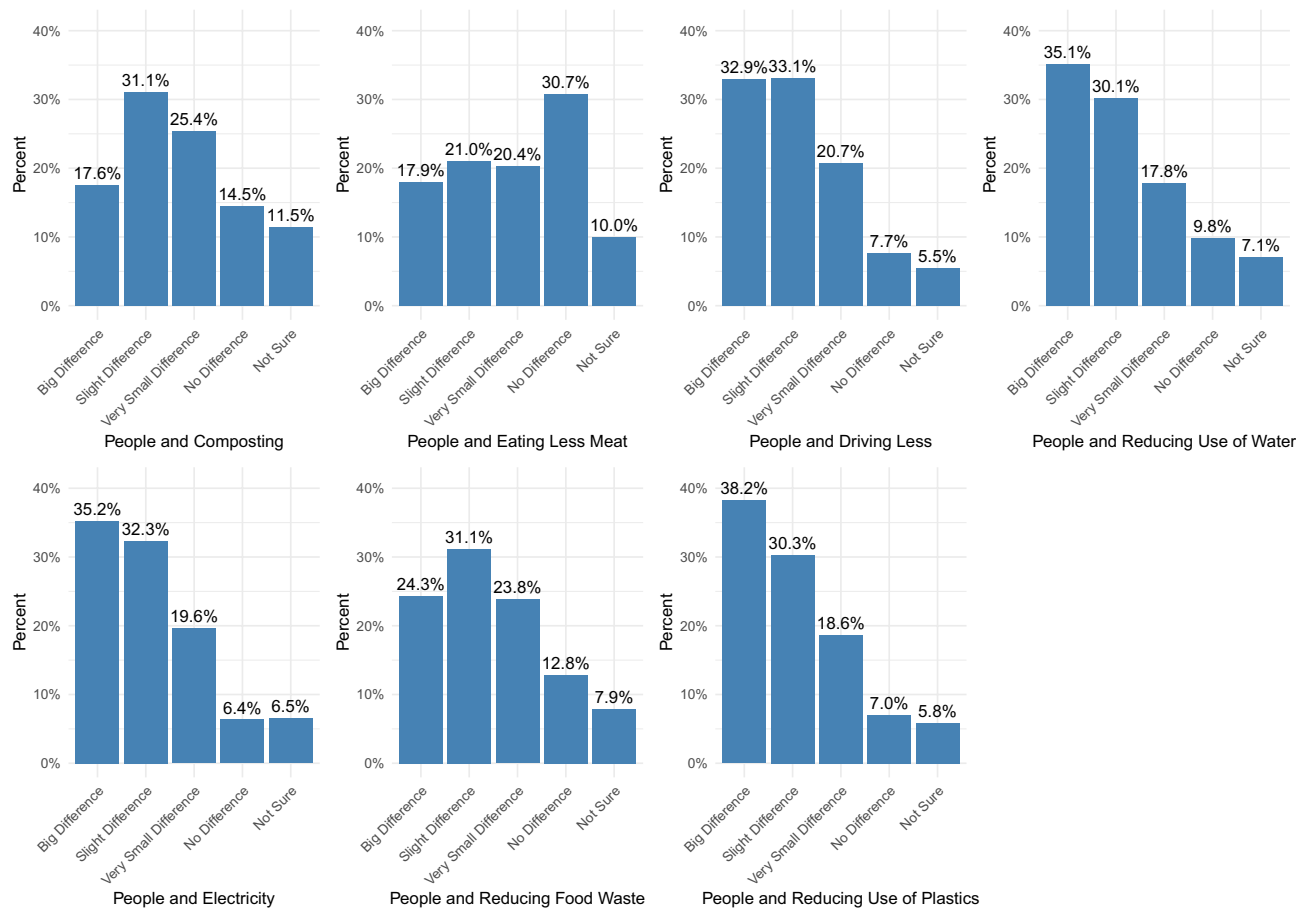 40%
30%
20%
10%
0%
Percent
17.6%
31.1%
25.4%
14.5%
11.5%
Big Difference
Slight Difference
Very Small Difference
No Difference
Not Sure
People and Composting
40%
30%
20%
10%
0%
Percent
17.9%
21.0%
20.4%
30.7%
10.0%
Big Difference
Slight Difference
Very Small Difference
No Difference
Not Sure
People and Eating Less Meat
40%
30%
20%
10%
0%
Percent
32.9%
33.1%
20.7%
7.7%
5.5%
Big Difference
Slight Difference
Very Small Difference
No Difference
Not Sure
People and Driving Less
40%
30%
20%
10%
0%
Percent
35.1%
30.1%
17.8%
9.8%
7.1%
Big Difference
Slight Difference
Very Small Difference
No Difference
Not Sure
People and Reducing Use of Water
40%
30%
20%
10%
0%
Percent
35.2%
32.3%
19.6%
6.4%
6.5%
Big Difference
Slight Difference
Very Small Difference
No Difference
Not Sure
People and Electricity
40%
30%
20%
10%
0%
Percent
24.3%
31.1%
23.8%
12.8%
7.9%
Big Difference
Slight Difference
Very Small Difference
No Difference
Not Sure
People and Reducing Food Waste
40%
30%
20%
10%
0%
Percent
38.2%
30.3%
18.6%
7.0%
5.8%
Big Difference
Slight Difference
Very Small Difference
No Difference
Not Sure
People and Reducing Use of Plastics